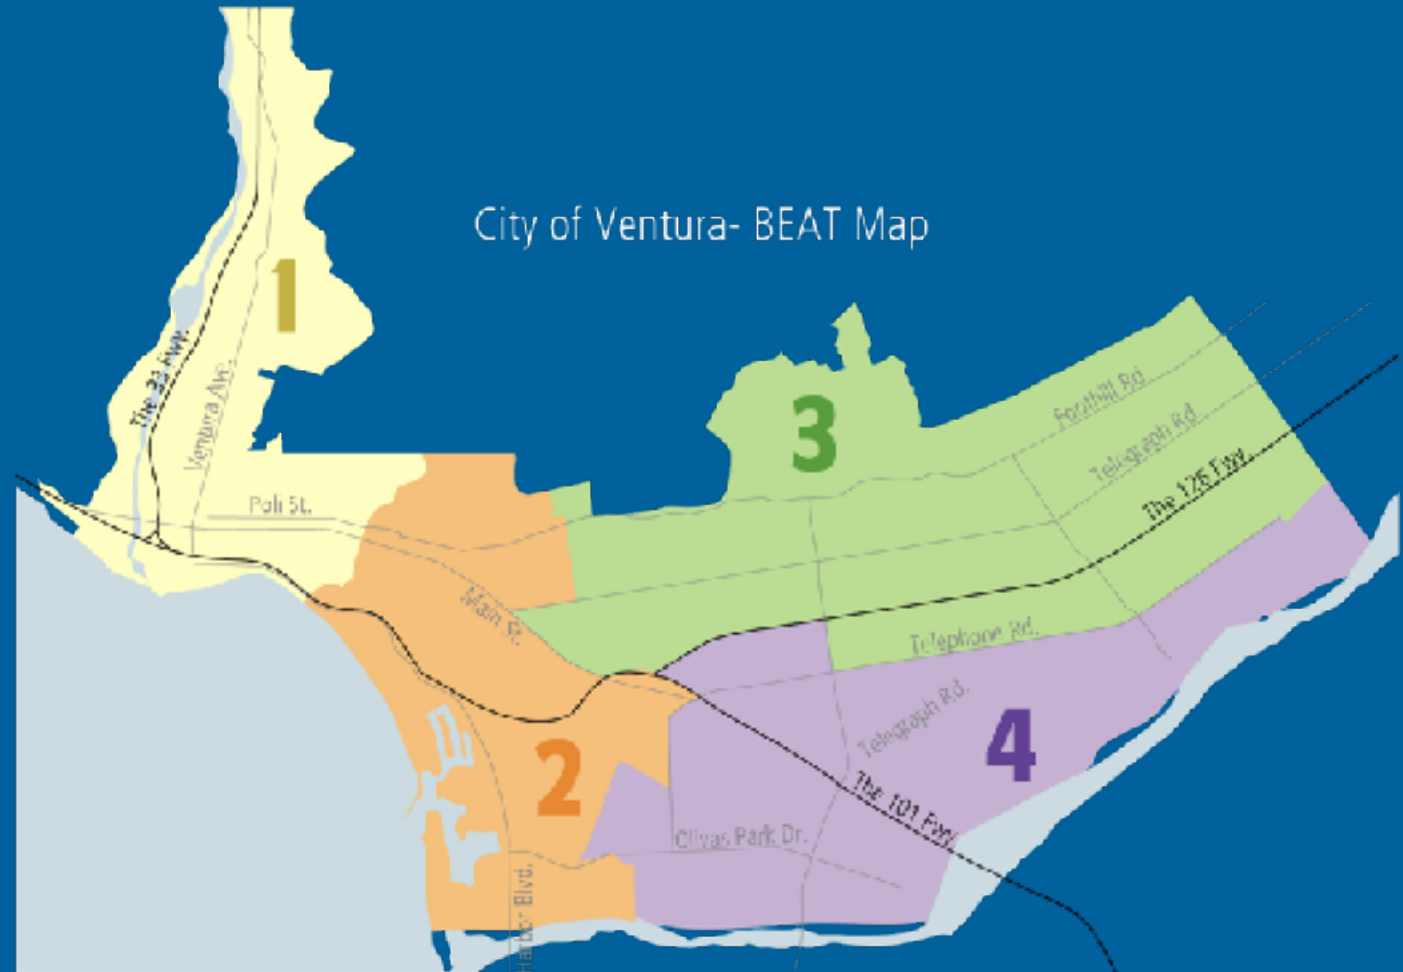 City of Ventura- BEAT Map
1
The 33 Fwy.
Ventura Ave.
3
Foothill Rd
Telegraph Rd
The 126 Fwy.
Poli St.
Main St.
Telephone Rd.
Telegraph Rd.
4
2
The 101 Fwy
Olivas Park Dr.
Harbor Blvd.